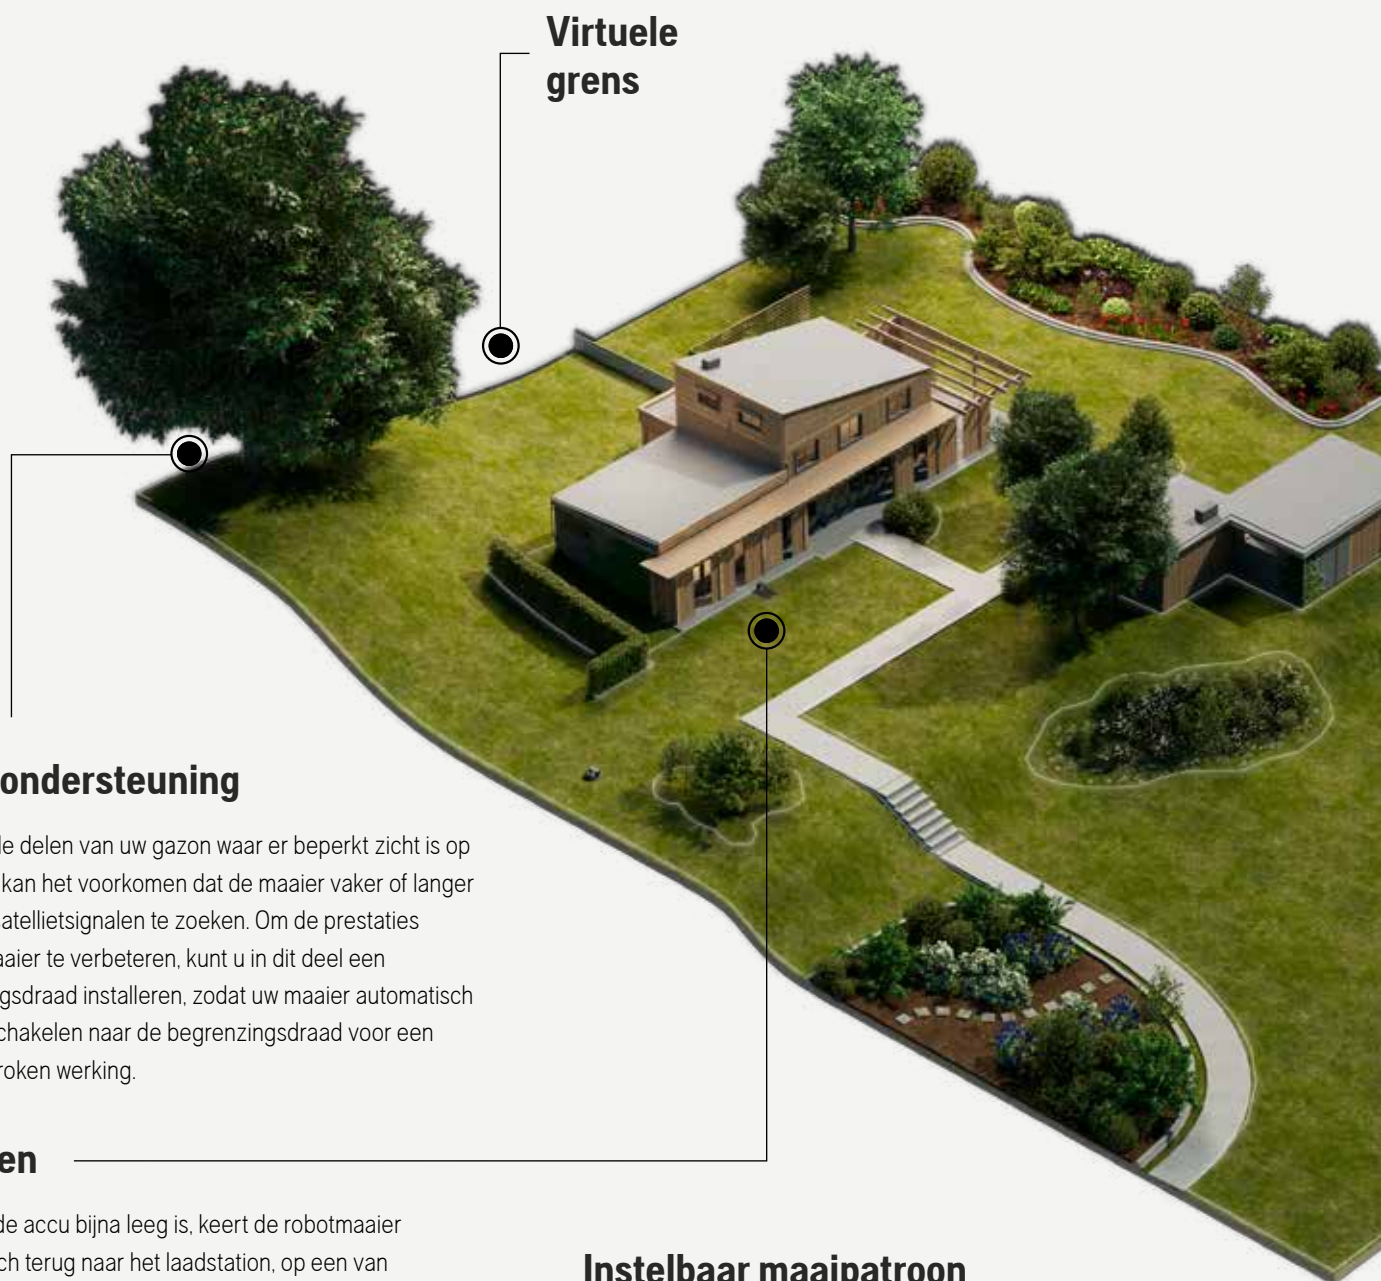 Virtuele
grens
ondersteuning
de delen van uw gazon waar er beperkt zicht is op
kan het voorkomen dat de maaier vaker of langer
satellietsignalen te zoeken. Om de prestaties
aaier te verbeteren, kunt u in dit deel een
gsdraad installeren, zodat uw maaier automatisch
chakelen naar de begrenzingsdraad voor een
roken werking.
en
de accu bijna leeg is, keert de robotmaaier
ch terug naar het laadstation, op een van
Instelbaar maaipatroon